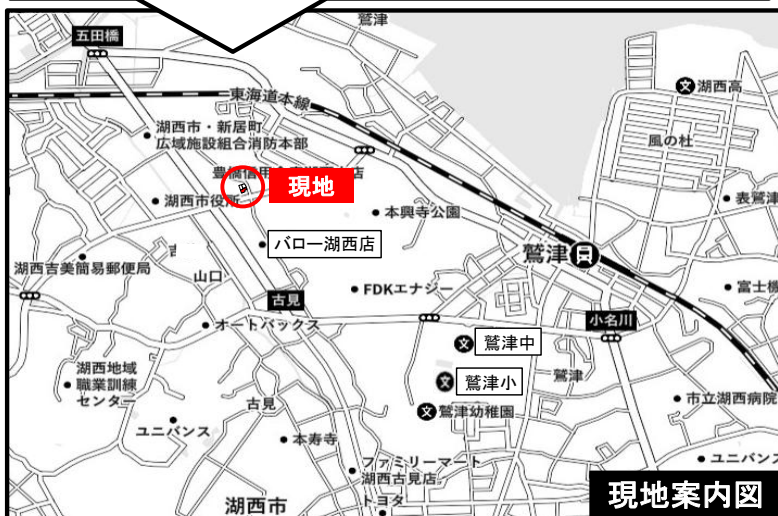 鷲津
五田橋
東海道本線
湖西高
湖西市・新居町
広域施設組合消防本部
風の杜
現地
湖西市役所
表鷲津
本興寺公園
バロー湖西店
鷲津
湖西吉美簡易郵便局
山口
FDKエナジー
富士機
古見
オートバックス
小名川
鷲津中
湖西地域
職業訓練
センター
鷲津小
鷲津
古見
鷲津幼稚園
市立湖西病院
ユニバンス
本寿寺
ファミリーマート
湖西古見店
ユニバンス
トヨタ
湖西市
現地案内図